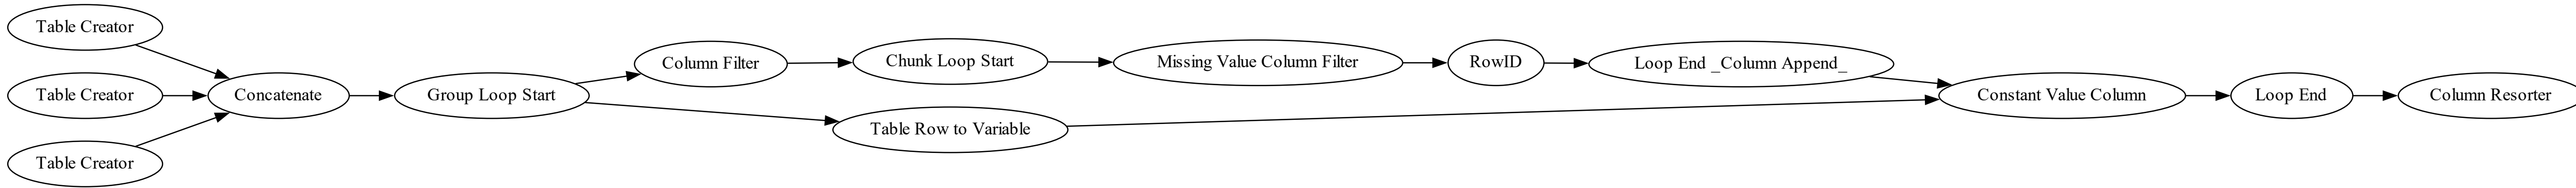 Table Creator
Table Creator
Table Creator
Concatenate
Group Loop Start
Column Filter
Chunk Loop Start
Missing Value Column Filter
RowID
Loop End _Column Append_
Table Row to Variable
Constant Value Column
Loop End
Column Resorter